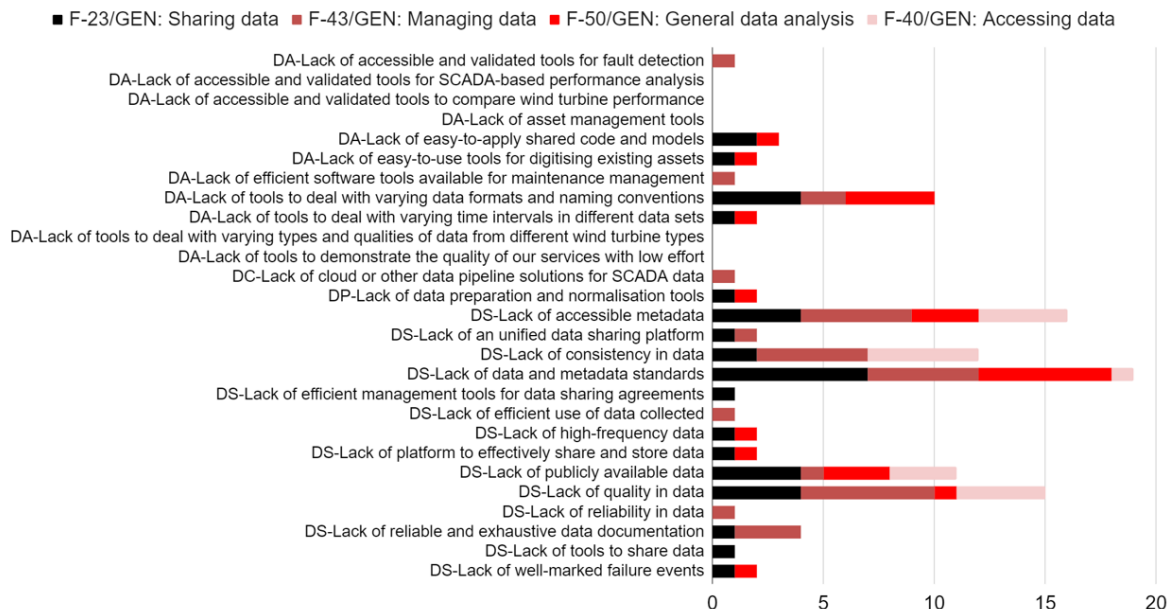 F-23/GEN: Sharing data F-43/GEN: Managing data F-50/GEN: General data analysis F-40/GEN: Accessing data
DA-Lack of accessible and validated tools for fault detection
DA-Lack of accessible and validated tools for SCADA-based performance analysis
DA-Lack of accessible and validated tools to compare wind turbine performance
DA-Lack of asset management tools
DA-Lack of easy-to-apply shared code and models
DA-Lack of easy-to-use tools for digitising existing assets
DA-Lack of efficient software tools available for maintenance management
DA-Lack of tools to deal with varying data formats and naming conventions
DA-Lack of tools to deal with varying time intervals in different data sets
DA-Lack of tools to deal with varying types and qualities of data from different wind turbine types
DA-Lack of tools to demonstrate the quality of our services with low effort
DC-Lack of cloud or other data pipeline solutions for SCADA data
DP-Lack of data preparation and normalisation tools
DS-Lack of accessible metadata
DS-Lack of an unified data sharing platform
DS-Lack of consistency in data
DS-Lack of data and metadata standards
DS-Lack of efficient management tools for data sharing agreements
DS-Lack of efficient use of data collected
DS-Lack of high-frequency data
DS-Lack of platform to effectively share and store data
DS-Lack of publicly available data
DS-Lack of quality in data
DS-Lack of reliability in data
DS-Lack of reliable and exhaustive data documentation
DS-Lack of tools to share data
DS-Lack of well-marked failure events
0 5 10 15 20